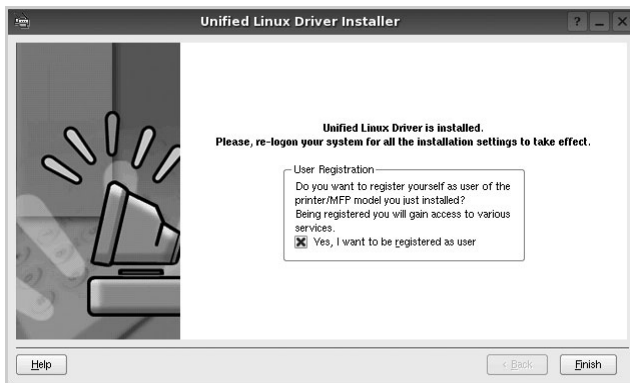 Unified Linux Driver Installer
Unified Linux Driver is installed.
Please, re-logon your system for all the installation settings to take effect.
User Registration
Do you want to register yourself as user of the
printer/MFP model you just installed?
Being registered you will gain access to various
services.
Yes, I want to be registered as user
Help
< Back
Finish